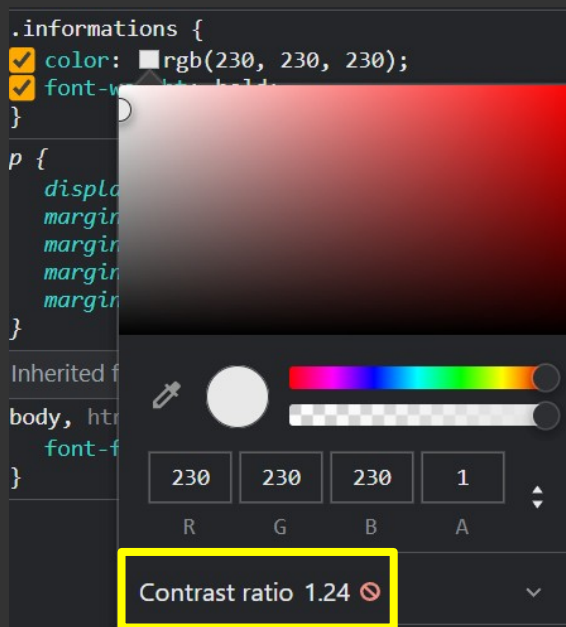 .informations {
color: rgb(230, 230, 230);
font-w
}
p {
displa
margin
margin
margin
margin
}
Inherited f
body, htm
font-f
}
230 230 230 1
R G B A
Contrast ratio 1.24